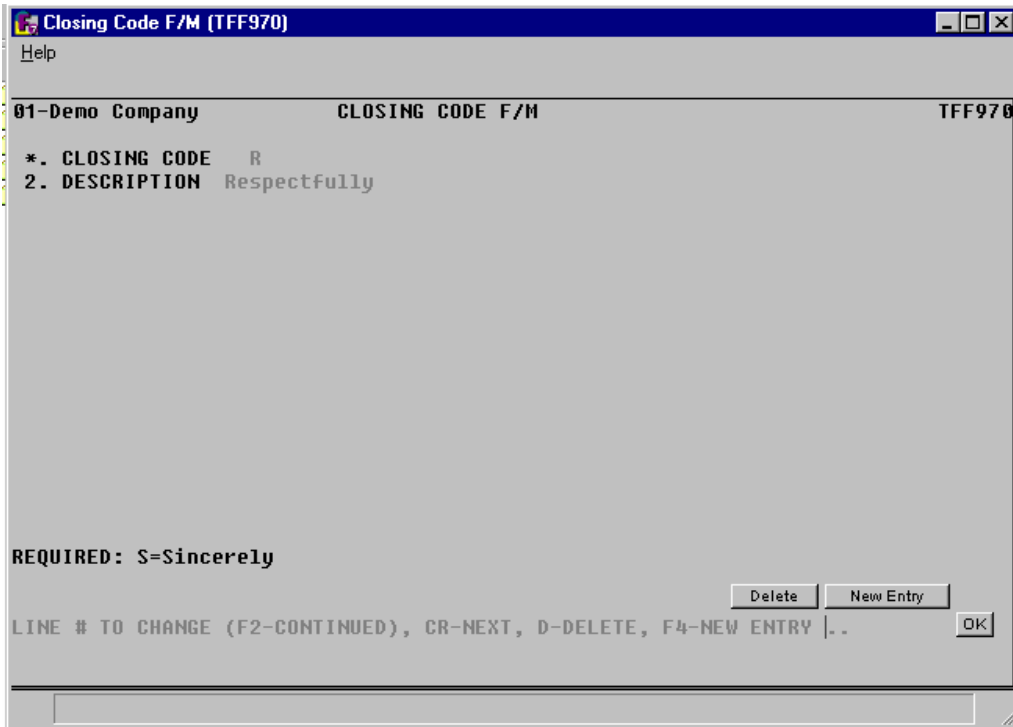 Closing Code F/M (TFF970)
Help
01-Demo Company CLOSING CODE F/M TFF970
*. CLOSING CODE R
2. DESCRIPTION Respectfully
REQUIRED: S=Sincerely
Delete New Entry
LINE # TO CHANGE (F2-CONTINUED), CR-NEXT, D-DELETE, F4-NEW ENTRY .. OK